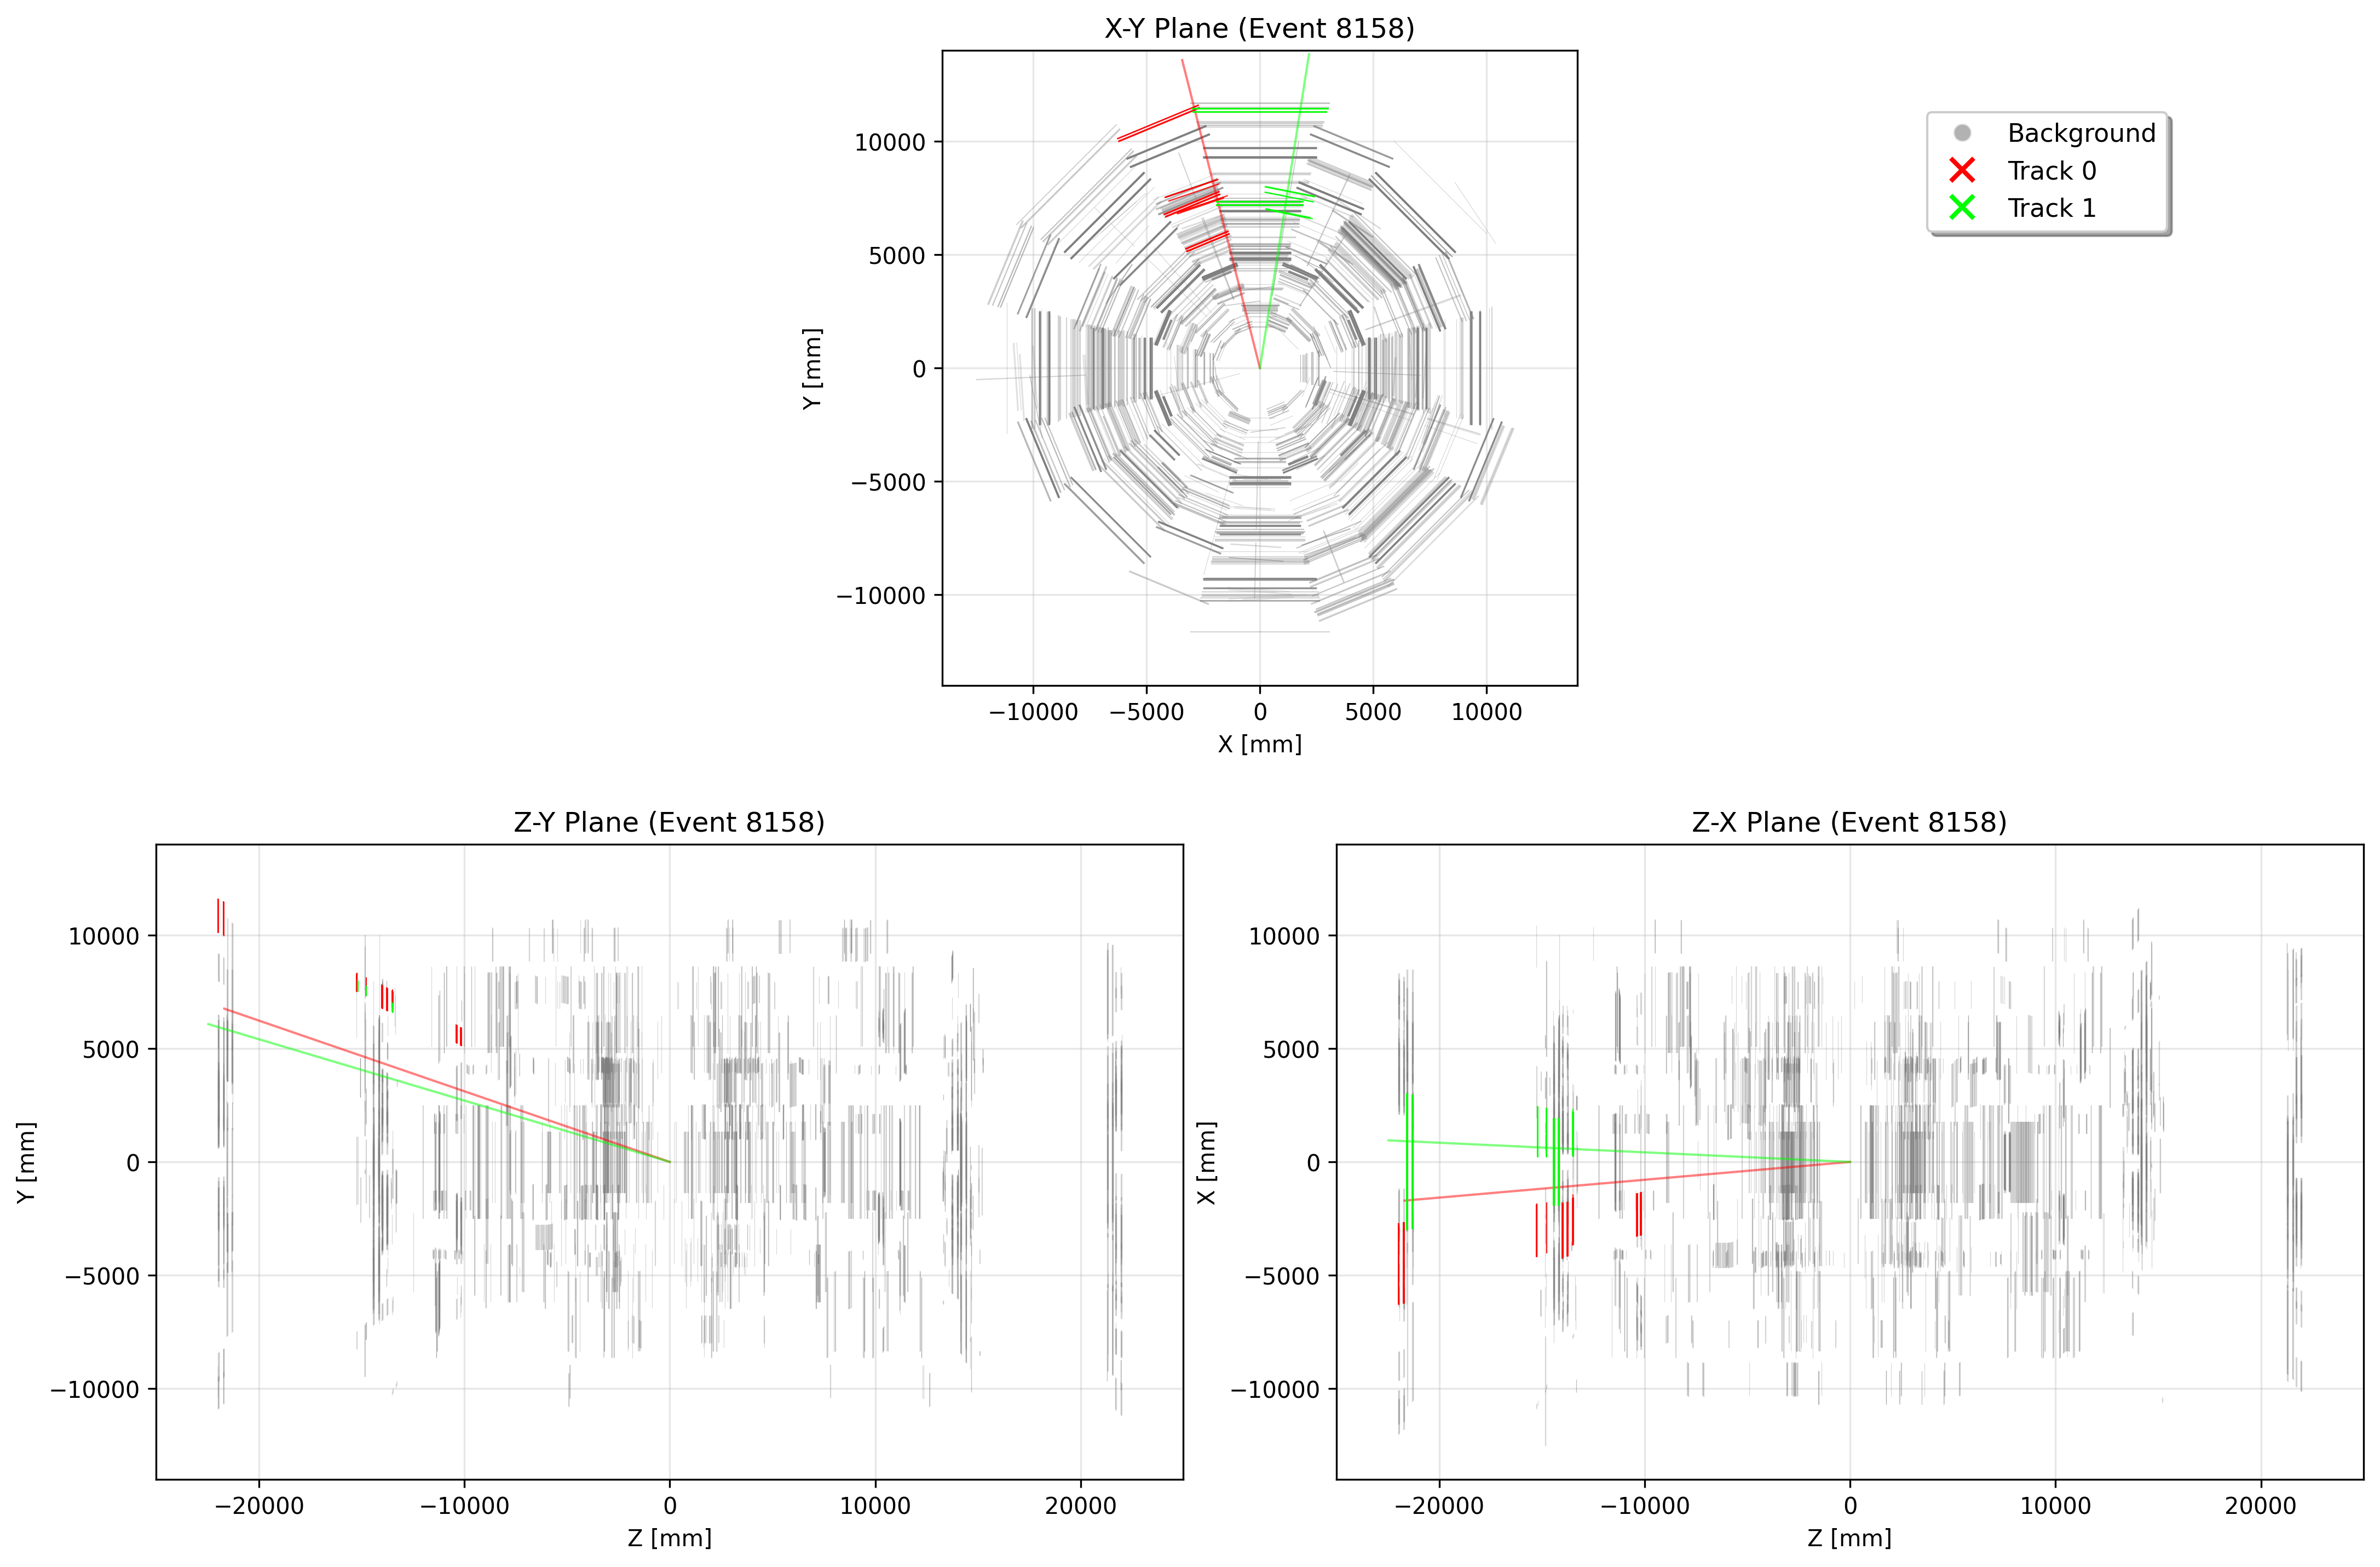 X-Y Plane (Event 8158)
Y [mm]
10000
5000
0
−5000
−10000
−10000 −5000 0 5000 10000
X [mm]
Background
Track 0
Track 1
Z-Y Plane (Event 8158)
Y [mm]
10000
5000
0
−5000
−10000
−20000 −10000 0 10000 20000
Z [mm]
Z-X Plane (Event 8158)
X [mm]
10000
5000
0
−5000
−10000
−20000 −10000 0 10000 20000
Z [mm]